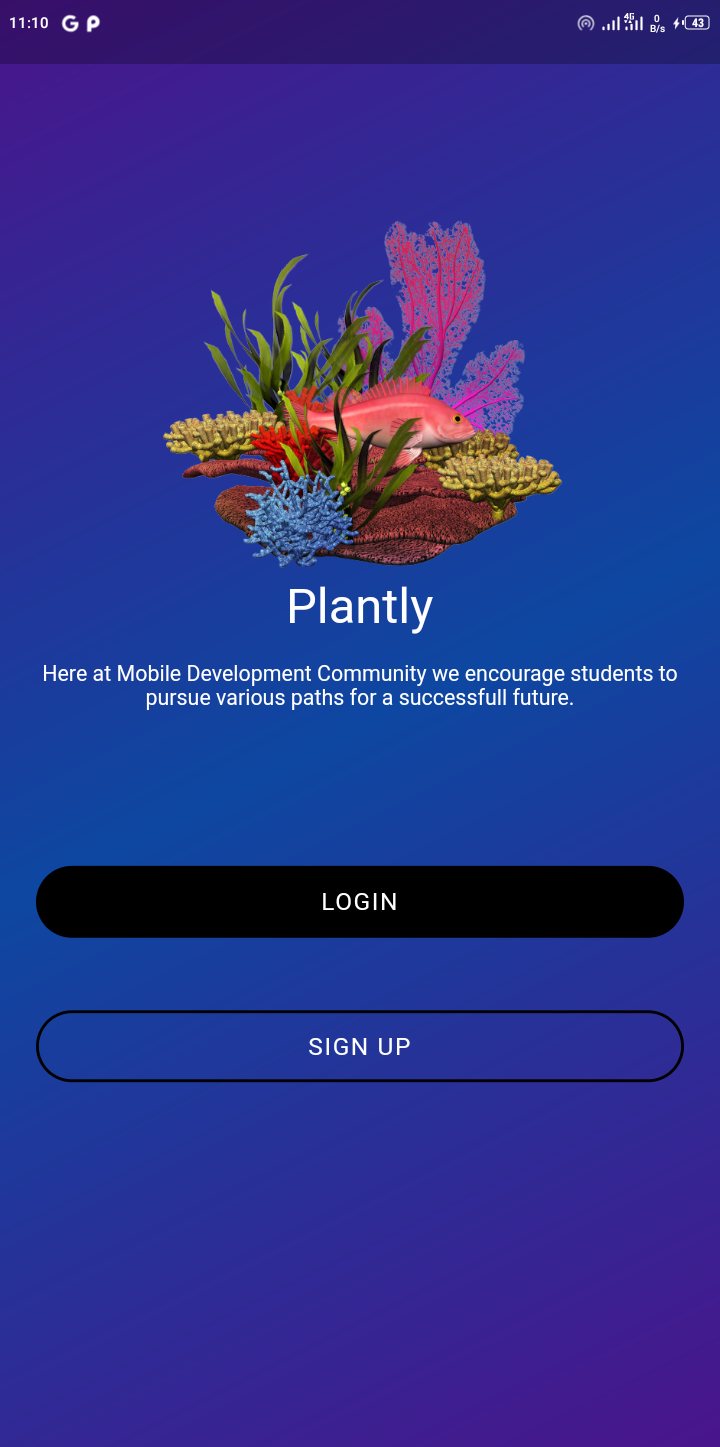 11:10 G P 4G 0 B/s 43
Plantly
Here at Mobile Development Community we encourage students to
pursue various paths for a successfull future.
LOGIN
SIGN UP